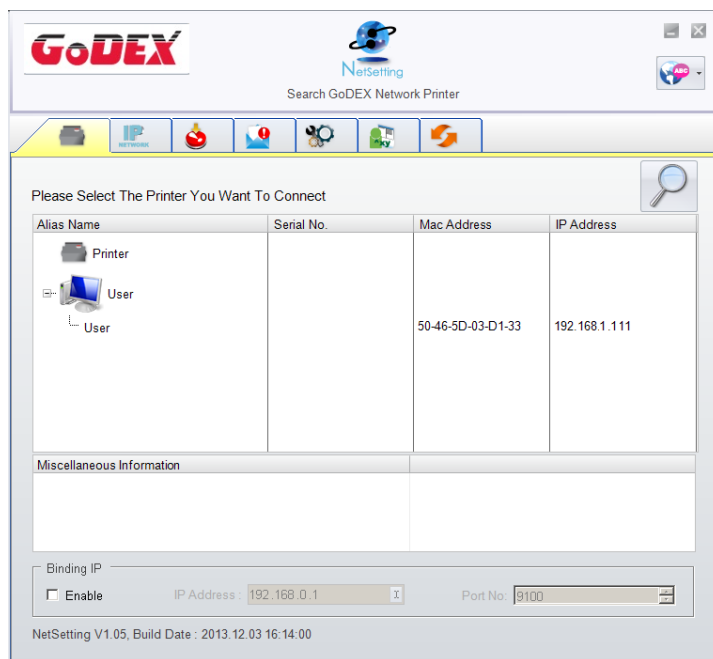 GoDEX
NetSetting
Search GoDEX Network Printer
ABC
IP
NETWORK
Please Select The Printer You Want To Connect
Alias Name Serial No. Mac Address IP Address
Printer
User
User 50-46-5D-03-D1-33 192.168.1.111
Miscellaneous Information
Binding IP
Enable IP Address : 192.168.0.1 Port No: 9100
NetSetting V1.05, Build Date : 2013.12.03 16:14:00